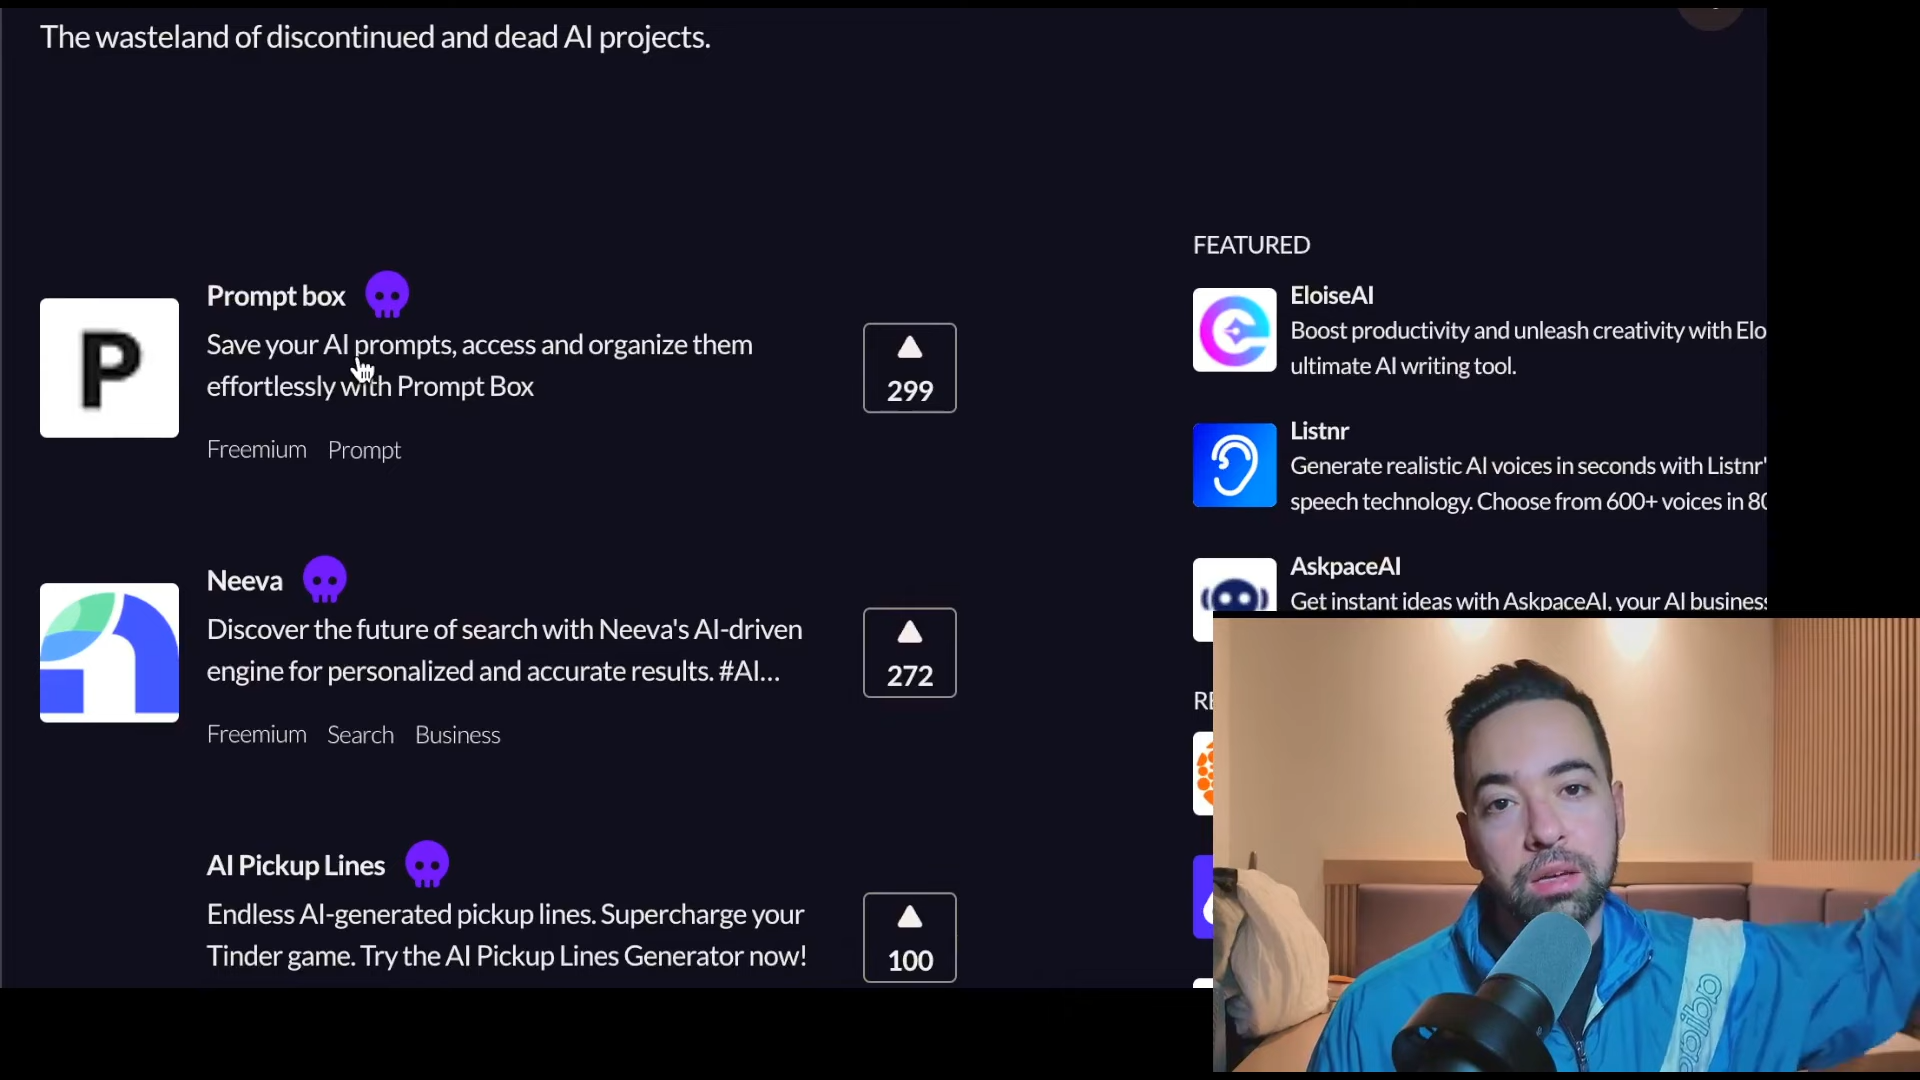 The wasteland of discontinued and dead AI projects.
P
Prompt box
Save your AI prompts, access and organize them
effortlessly with Prompt Box
299
Freemium Prompt
Neeva
Discover the future of search with Neeva's AI-driven
engine for personalized and accurate results. #AI...
272
Freemium Search Business
AI Pickup Lines
Endless AI-generated pickup lines. Supercharge your
Tinder game. Try the AI Pickup Lines Generator now!
100
FEATURED
EloiseAI
Boost productivity and unleash creativity with Elo
ultimate AI writing tool.
Listnr
Generate realistic AI voices in seconds with Listnr'
speech technology. Choose from 600+ voices in 80
AskpaceAI
Get instant ideas with AskpaceAI, your AI business